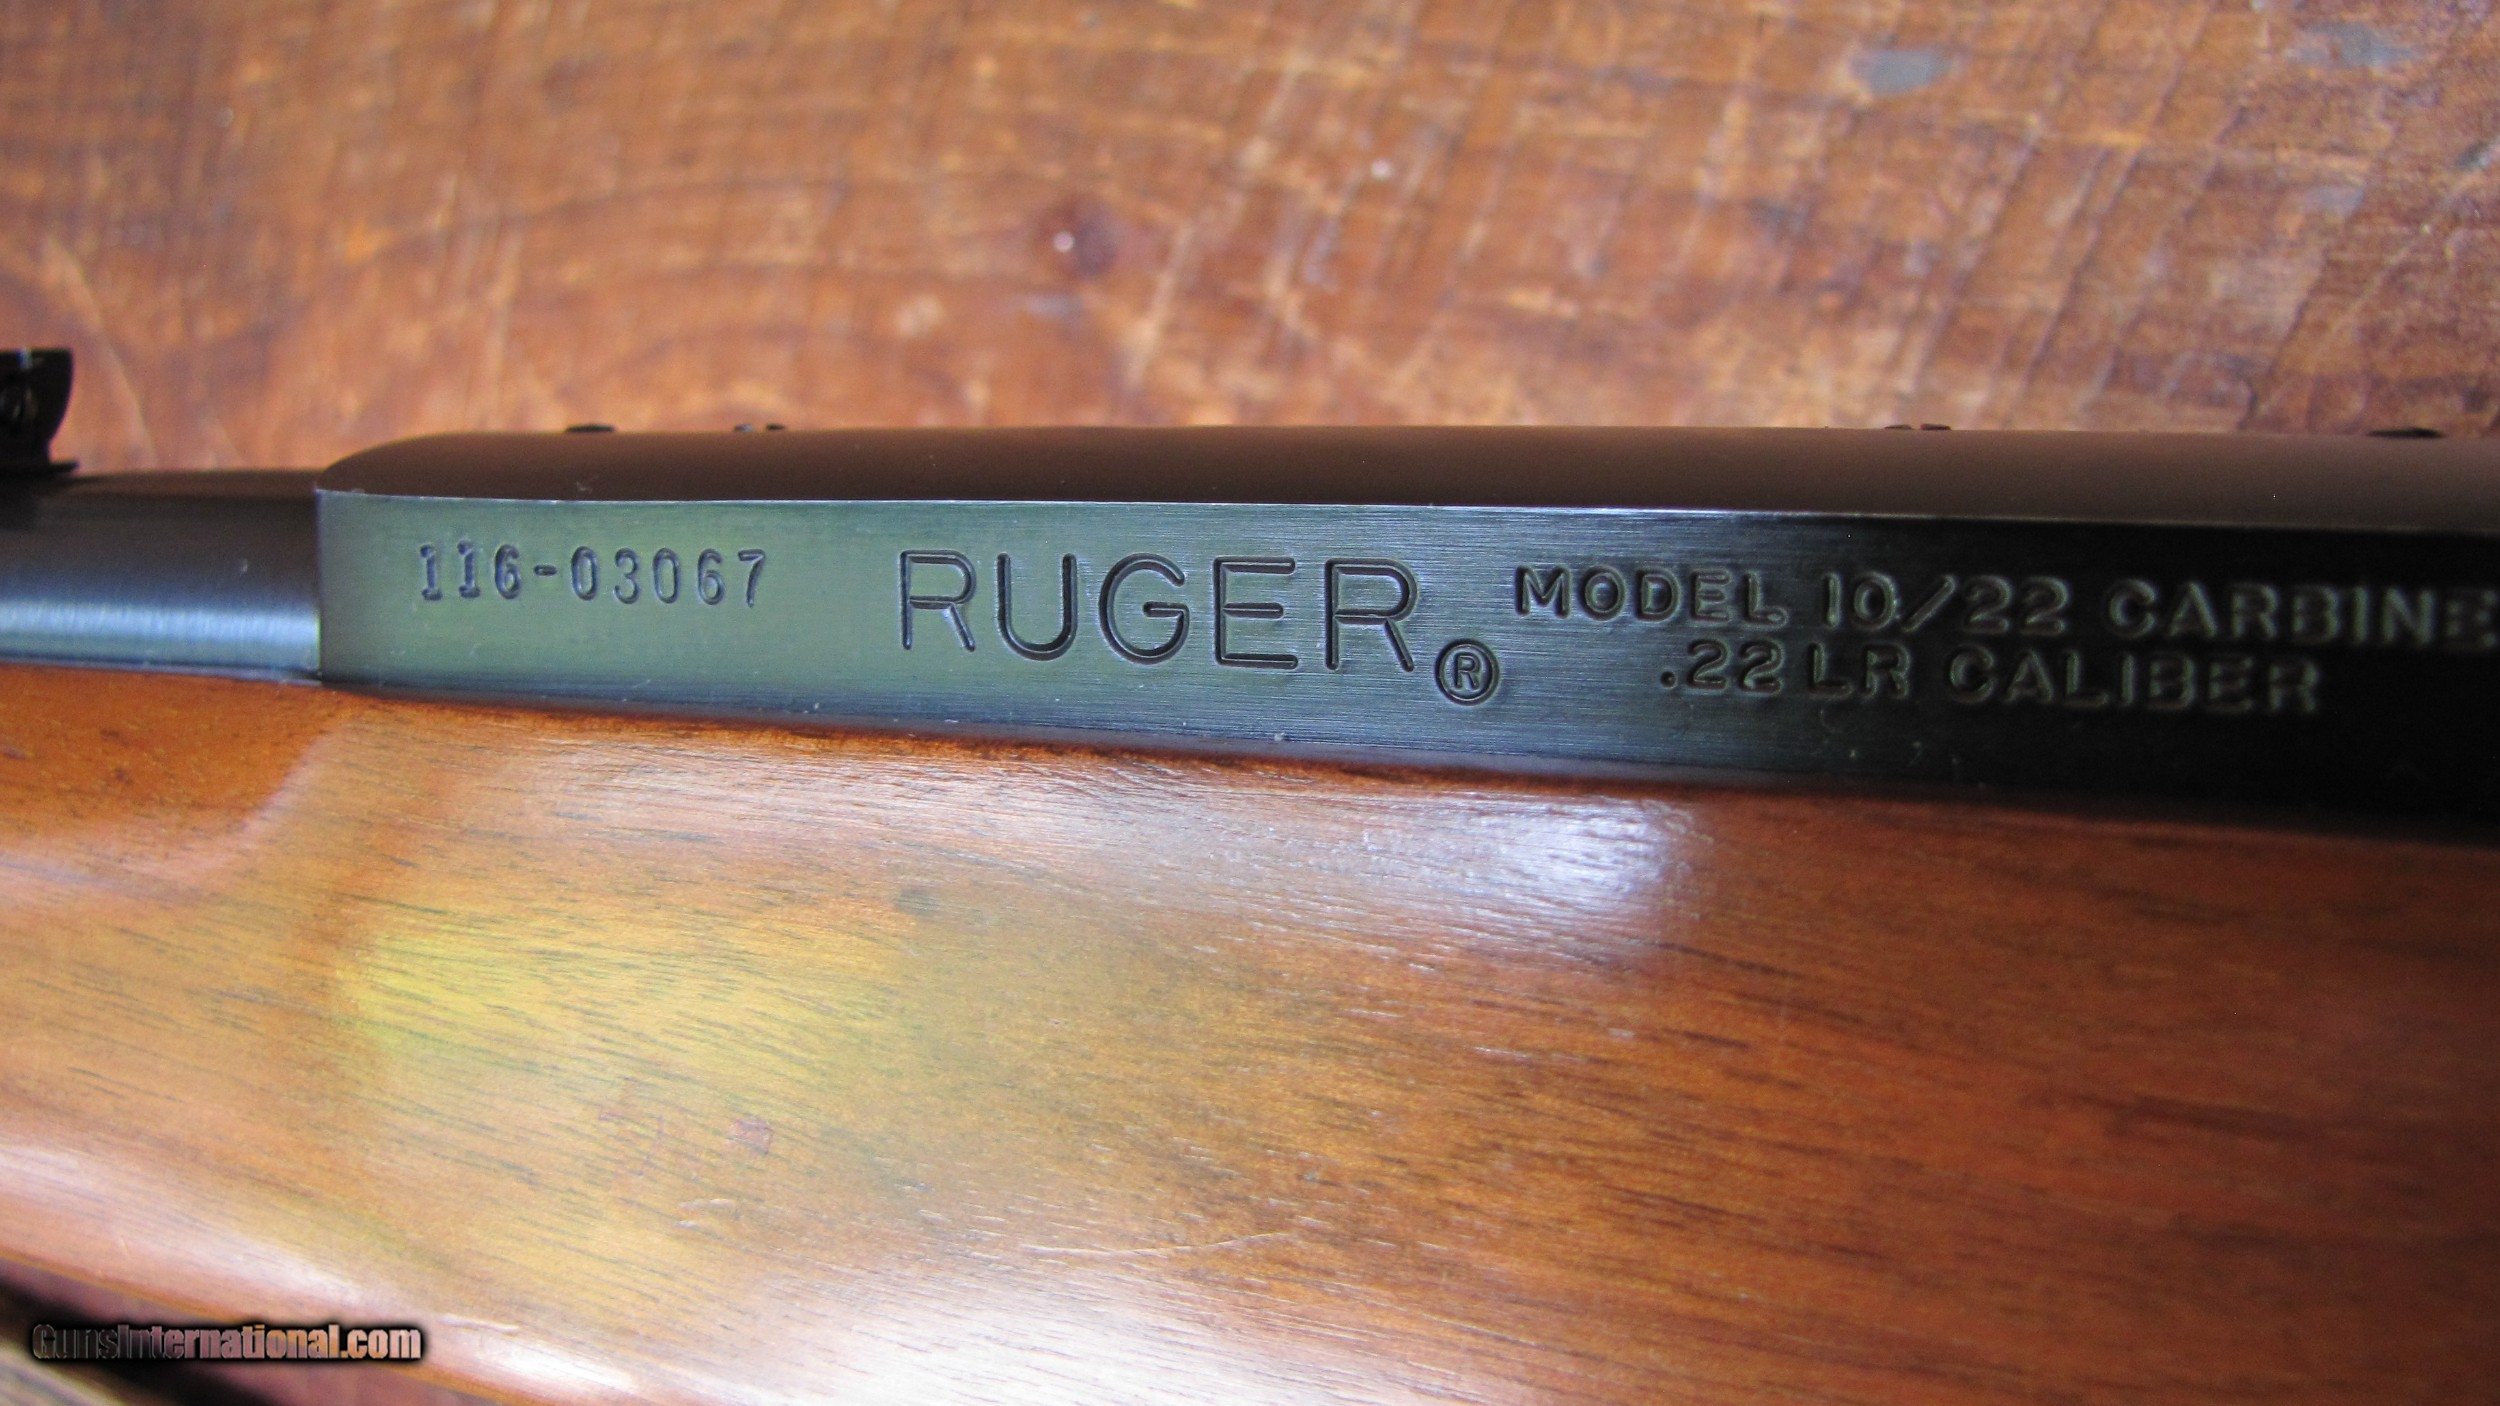 116-03067 RUGER® MODEL 10/22 CARBINE
.22 LR CALIBER
GunsInternational.com